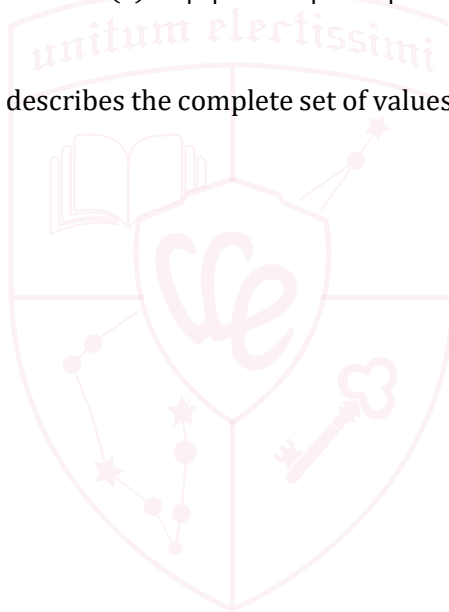 unitum electissimi
describes the complete set of values